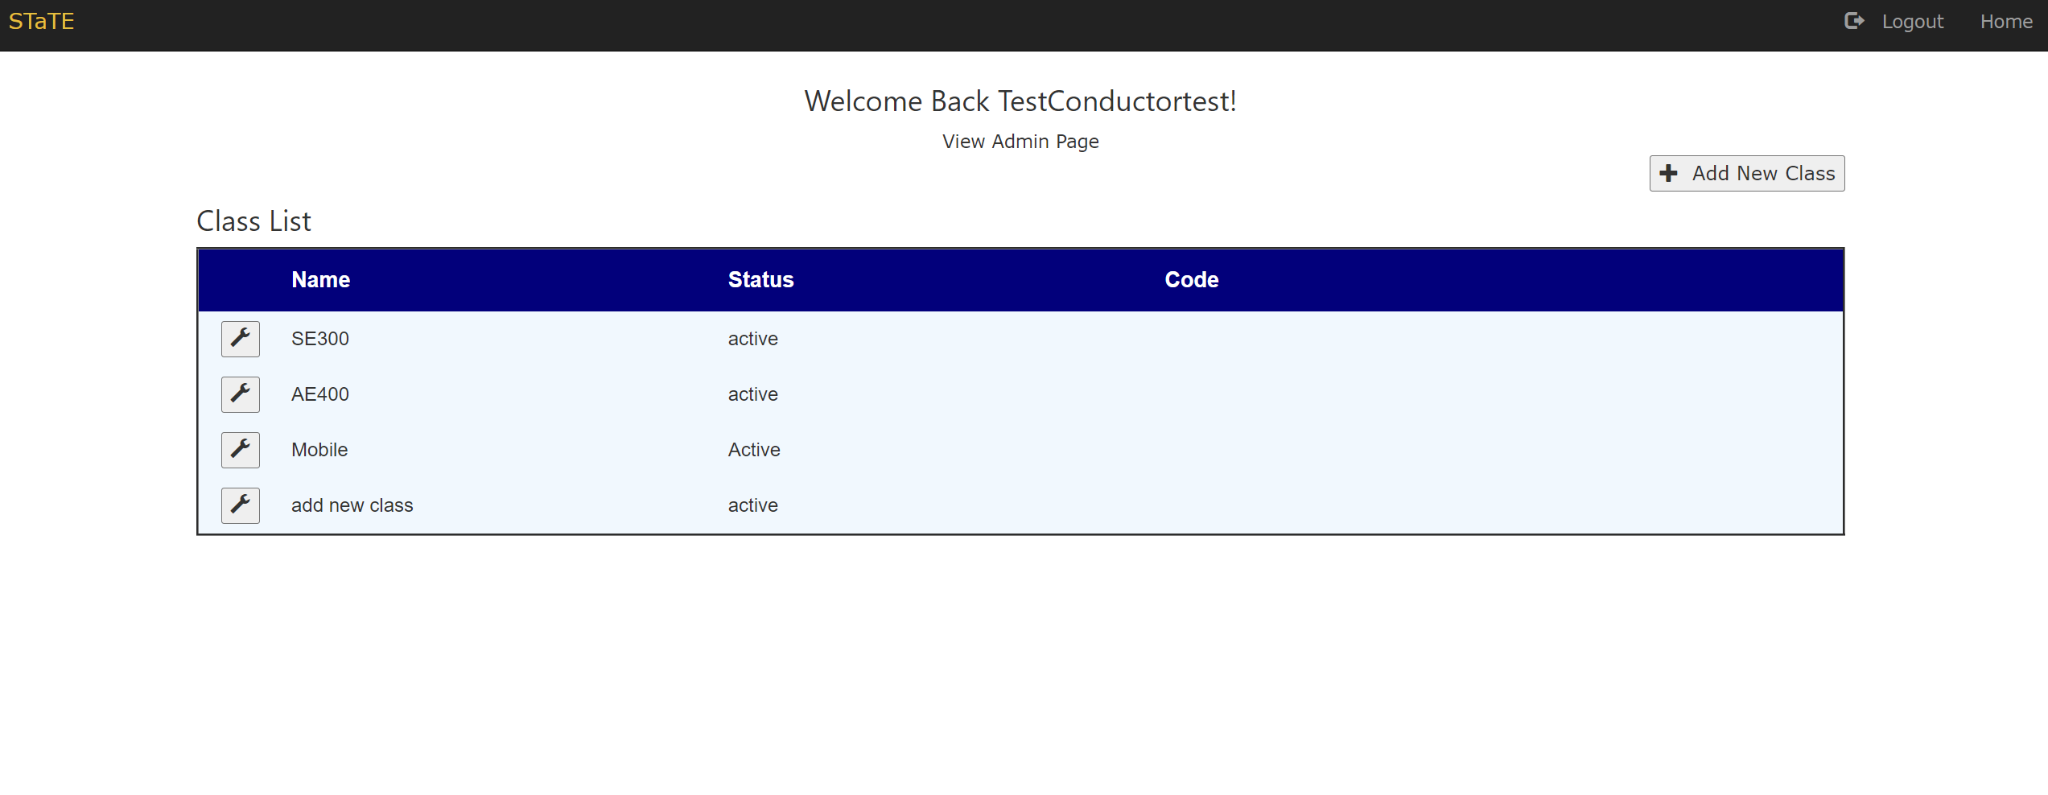 STaTE Logout Home
Welcome Back TestConductortest!
View Admin Page
Add New Class
Class List
Name Status Code
SE300 active
AE400 active
Mobile Active
add new class active